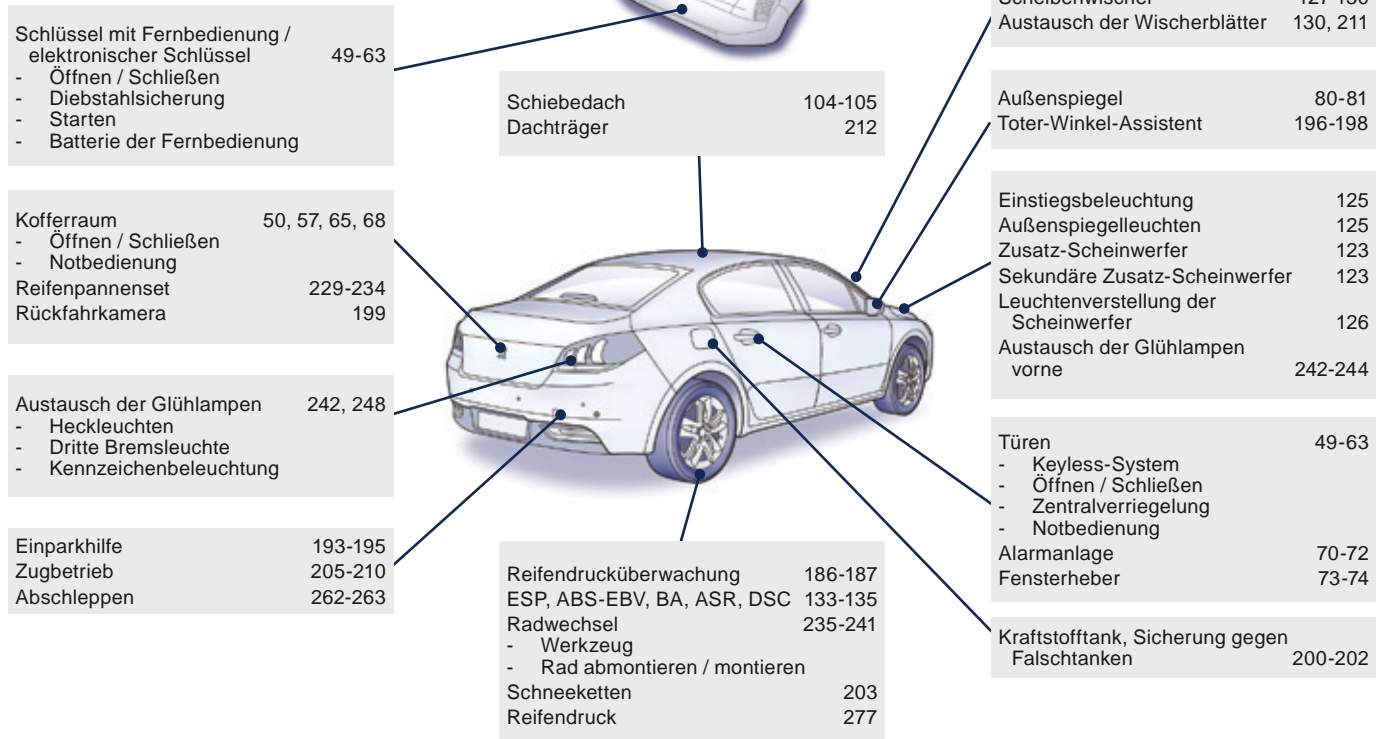 Schlüssel mit Fernbedienung /
elektronischer Schlüssel 49-63
- Öffnen / Schließen
- Diebstahlsicherung
- Starten
- Batterie der Fernbedienung
Kofferraum 50, 57, 65, 68
- Öffnen / Schließen
- Notbedienung
Reifenpannenset 229-234
Rückfahrkamera 199
Austausch der Glühlampen 242, 248
- Heckleuchten
- Dritte Bremsleuchte
- Kennzeichenbeleuchtung
Einparkhilfe 193-195
Zugbetrieb 205-210
Abschleppen 262-263
Schiebedach 104-105
Dachträger 212
Reifendrucküberwachung 186-187
ESP, ABS-EBV, BA, ASR, DSC 133-135
Radwechsel 235-241
- Werkzeug
- Rad abmontieren / montieren
Schneeketten 203
Reifendruck 277
Scheibenwischer 127-130
Austausch der Wischerblätter 130, 211
Außenspiegel 80-81
Toter-Winkel-Assistent 196-198
Einstiegsbeleuchtung 125
Außenspiegelleuchten 125
Zusatz-Scheinwerfer 123
Sekundäre Zusatz-Scheinwerfer 123
Leuchtenverstellung der
Scheinwerfer 126
Austausch der Glühlampen
vorne 242-244
Türen 49-63
- Keyless-System
- Öffnen / Schließen
- Zentralverriegelung
- Notbedienung
Alarmanlage 70-72
Fensterheber 73-74
Kraftstofftank, Sicherung gegen
Falschtanken 200-202